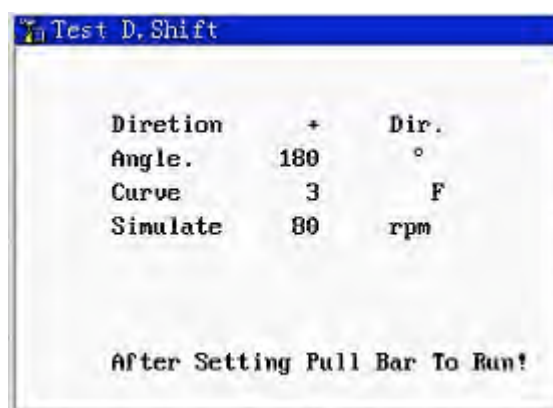 Test D.Shift
Diretion + Dir.
Angle. 180 °
Curve 3 F
Simulate 80 rpm
After Setting Pull Bar To Run!